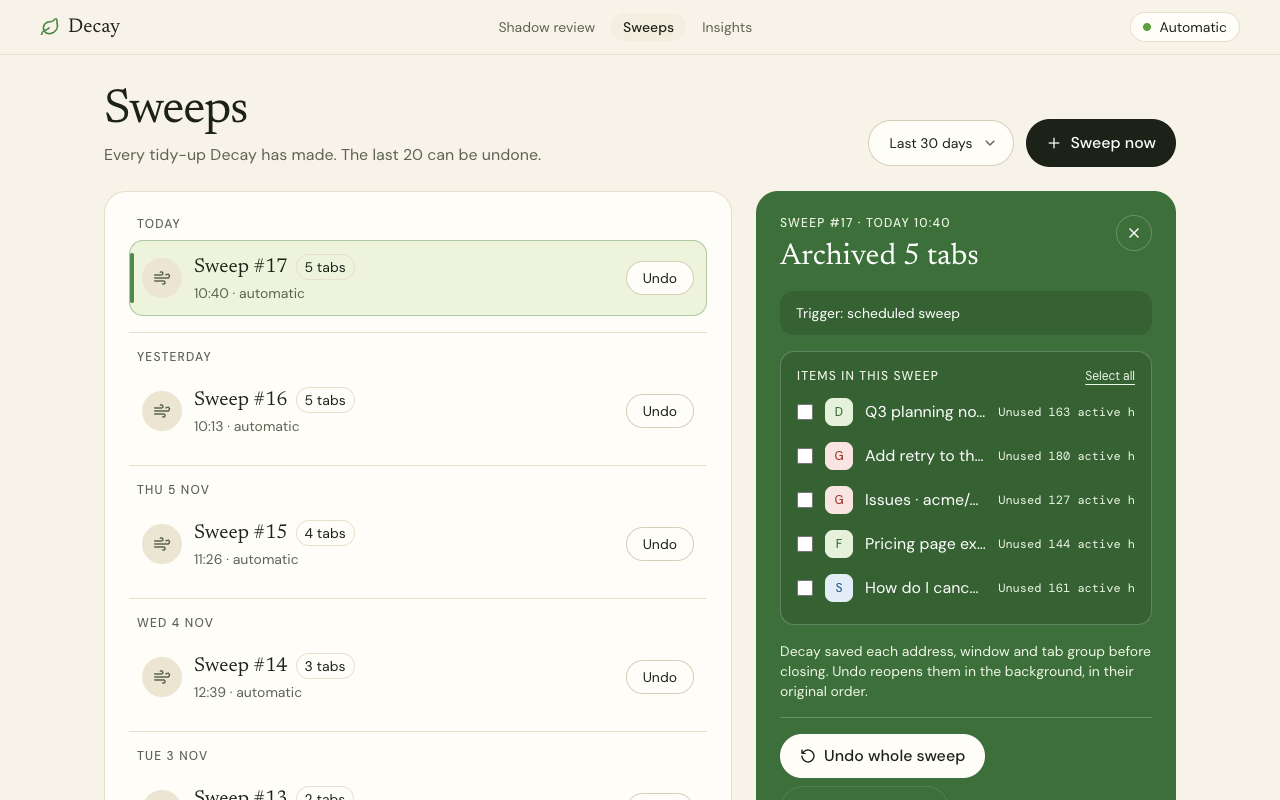 Decay
Shadow review
Sweeps
Insights
Automatic
Sweeps
Every tidy-up Decay has made. The last 20 can be undone.
Last 30 days
Sweep now
TODAY
Sweep #17
5 tabs
10:40 · automatic
Undo
YESTERDAY
Sweep #16
5 tabs
10:13 · automatic
Undo
THU 5 NOV
Sweep #15
4 tabs
11:26 · automatic
Undo
WED 4 NOV
Sweep #14
3 tabs
12:39 · automatic
Undo
TUE 3 NOV
Sweep #13
2 tabs
SWEEP #17 · TODAY 10:40
Archived 5 tabs
Trigger: scheduled sweep
ITEMS IN THIS SWEEP
Select all
D
Q3 planning no...
Unused 163 active h
G
Add retry to th...
Unused 180 active h
G
Issues · acme/...
Unused 127 active h
F
Pricing page ex...
Unused 144 active h
S
How do I canc...
Unused 161 active h
Decay saved each address, window and tab group before
closing. Undo reopens them in the background, in their
original order.
Undo whole sweep